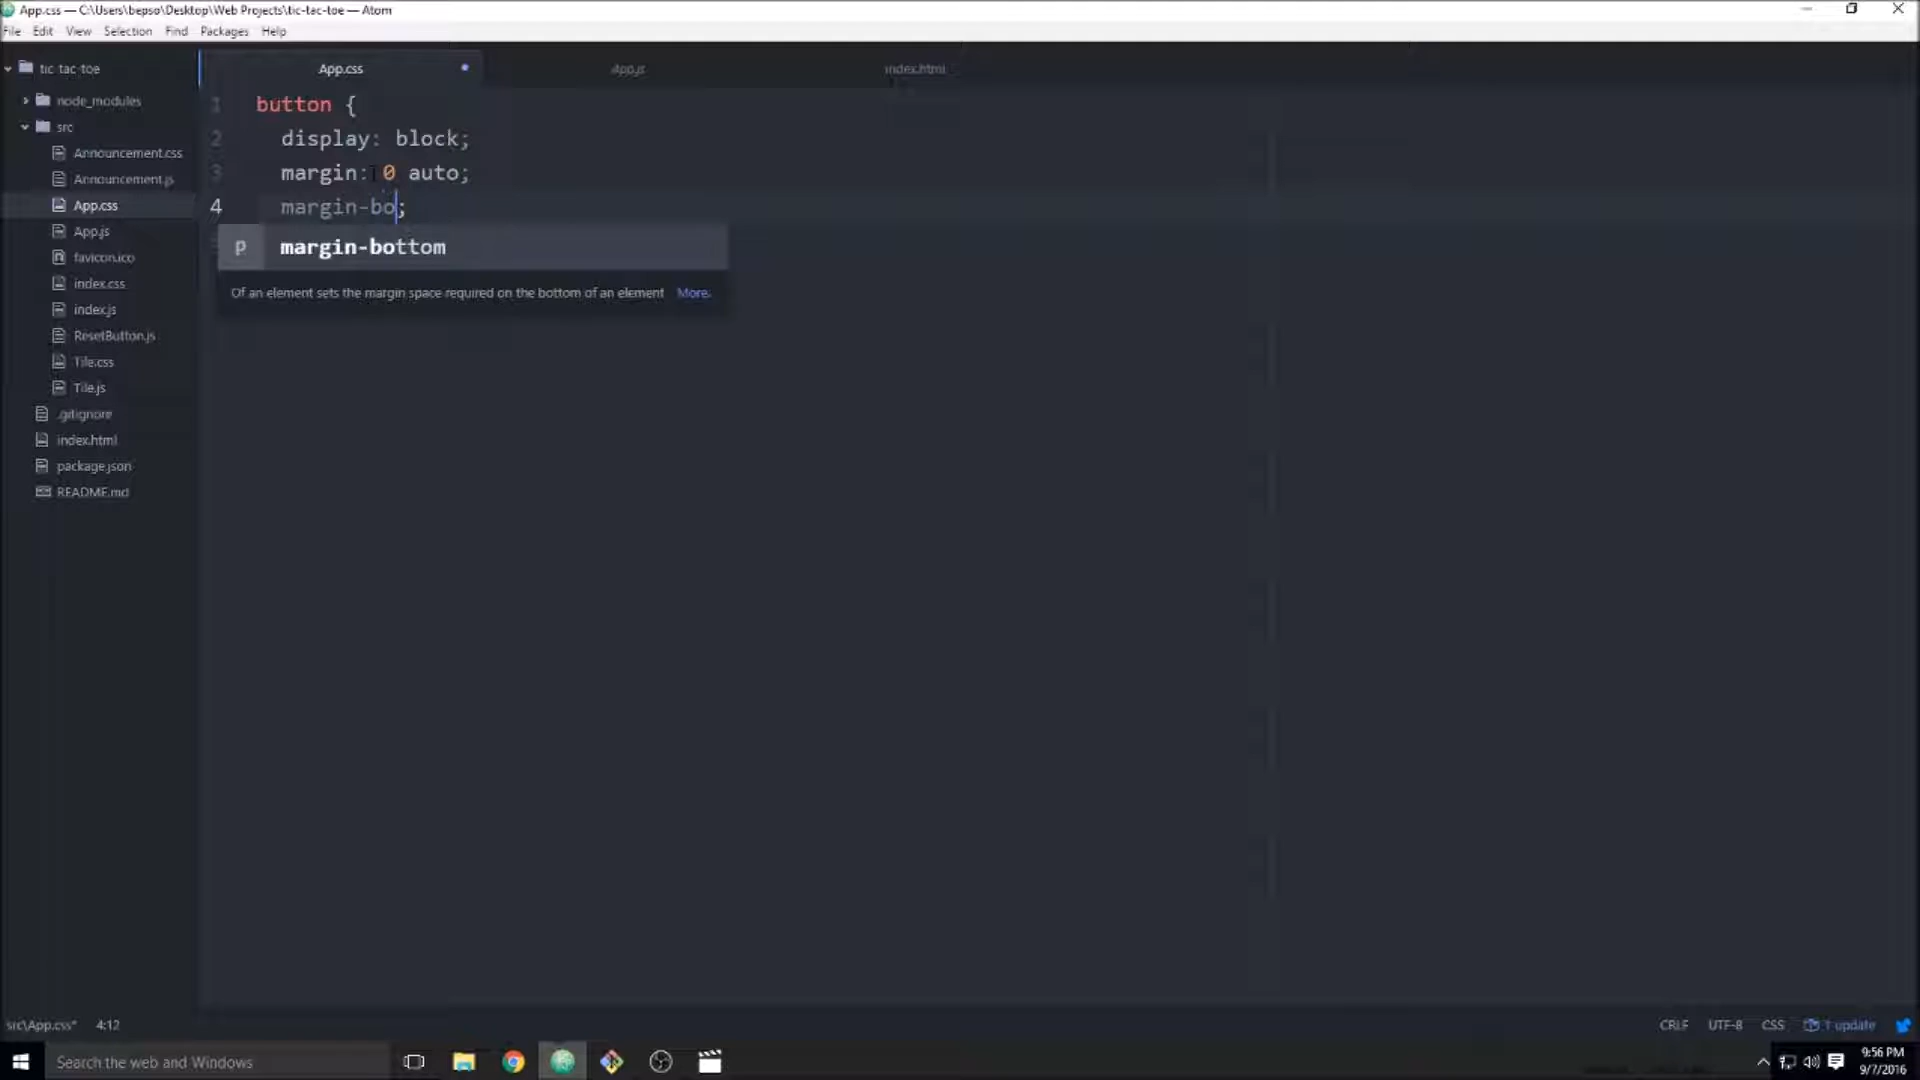 App.css — C:\Users\bepso\Desktop\Web Projects\tic-tac-toe — Atom
File Edit View Selection Find Packages Help
tic-tac-toe
node_modules
src
Announcement.css
Announcement.js
App.css
App.js
favicon.ico
index.css
index.js
ResetButton.js
Tile.css
Tile.js
.gitignore
index.html
package.json
README.md
App.css App.js index.html
1 button {
2 display: block;
3 margin: 0 auto;
4 margin-bo;
p margin-bottom
Of an element sets the margin space required on the bottom of an element More.
src\App.css* 4:12 CRLF UTF-8 CSS 1 update
Search the web and Windows
9:56 PM
9/7/2016